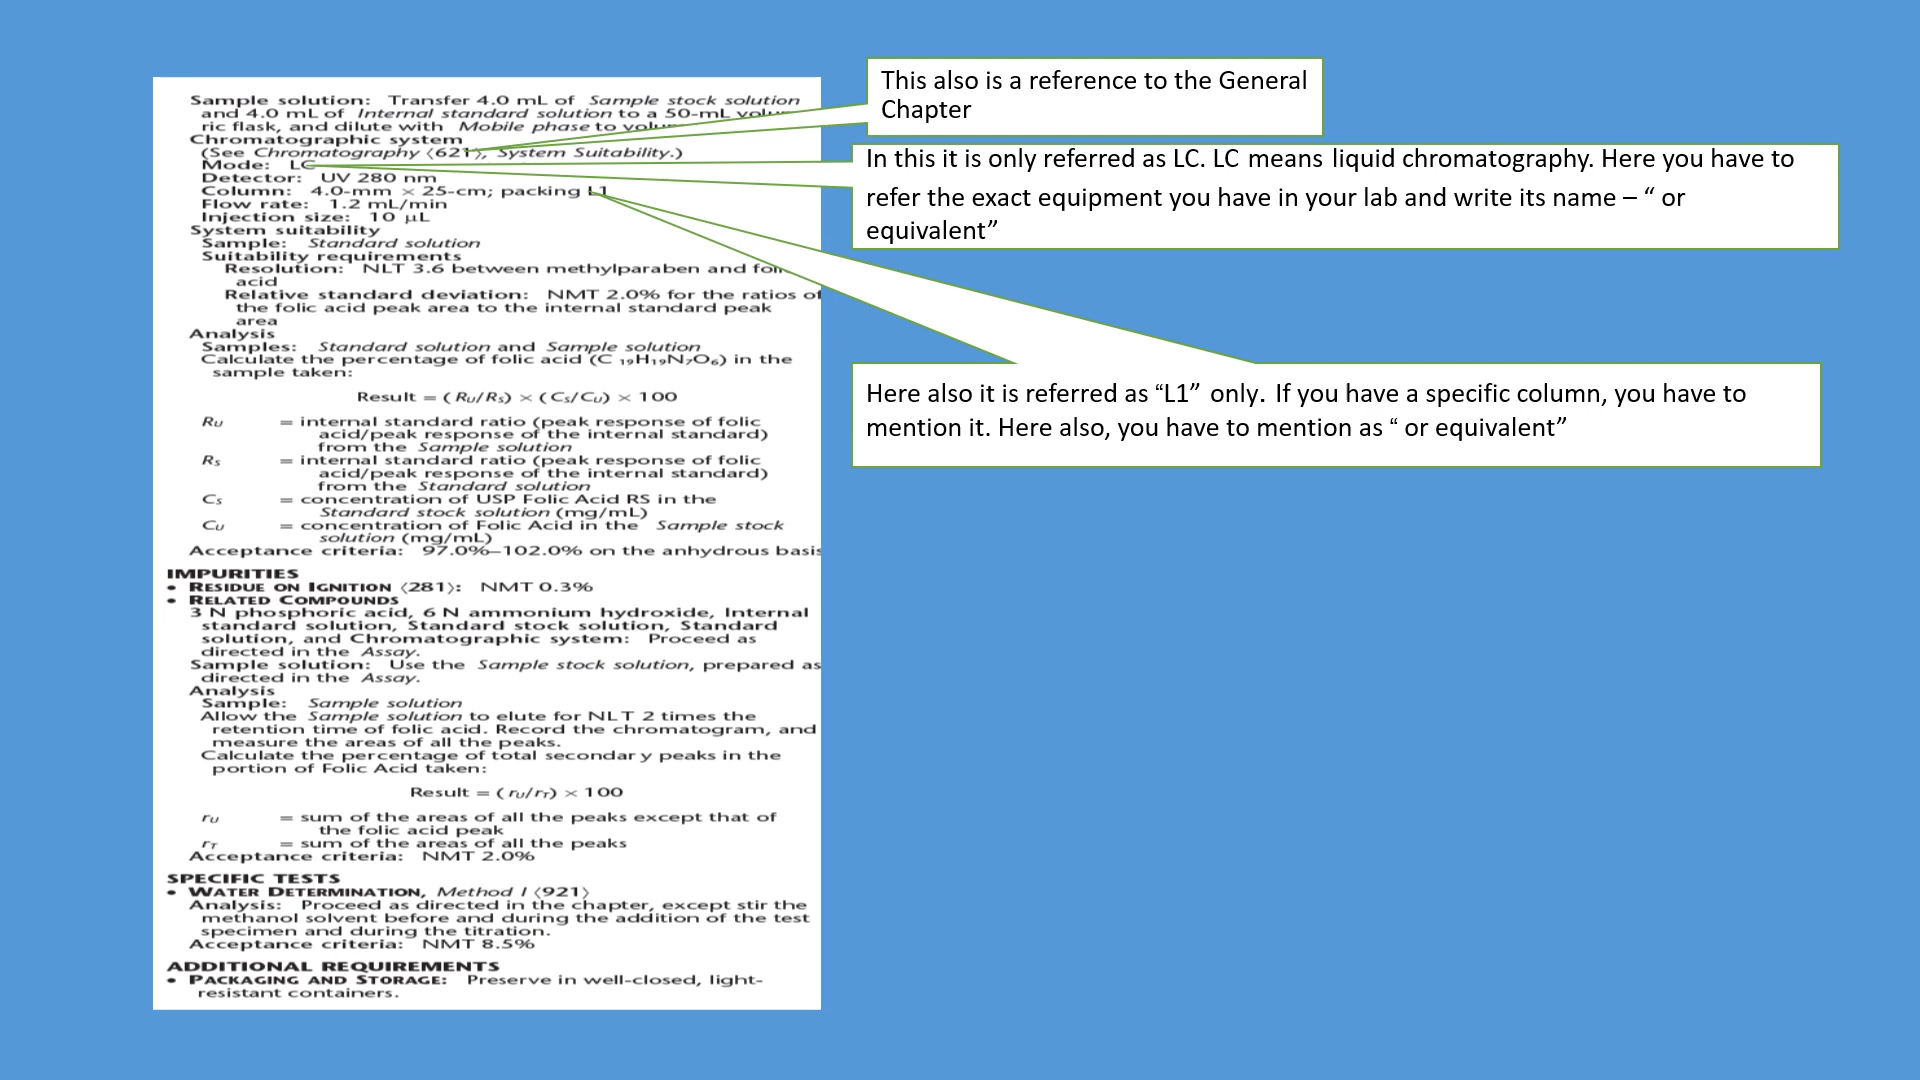 Sample solution: Transfer 4.0 mL of Sample stock solution
and 4.0 mL of Internal standard solution to a 50-mL
ric flask, and dilute with Mobile phase to
Chromatographic system
(See Chromatography ⟨621⟩, System Suitability.)
Mode: LC
Detector: UV 280 nm
Column: 4.0-mm × 25-cm; packing L1
Flow rate: 1.2 mL/min
Injection size: 10 μL
System suitability
Sample: Standard solution
Suitability requirements
Resolution: NLT 3.6 between methylparaben and folic
acid
Relative standard deviation: NMT 2.0% for the ratios of
the folic acid peak area to the internal standard peak
area
Analysis
Samples: Standard solution and Sample solution
Calculate the percentage of folic acid (C₁₉H₁₉N₇O₆) in the
sample taken:
Result = (RU/RS) × (CS/CU) × 100
RU = internal standard ratio (peak response of folic
acid/peak response of the internal standard)
from the Sample solution
RS = internal standard ratio (peak response of folic
acid/peak response of the internal standard)
from the Standard solution
CS = concentration of USP Folic Acid RS in the
Standard stock solution (mg/mL)
CU = concentration of Folic Acid in the Sample stock
solution (mg/mL)
Acceptance criteria: 97.0%–102.0% on the anhydrous basis
IMPURITIES
• RESIDUE ON IGNITION ⟨281⟩: NMT 0.3%
• RELATED COMPOUNDS
3 N phosphoric acid, 6 N ammonium hydroxide, Internal
standard solution, Standard stock solution, Standard
solution, and Chromatographic system: Proceed as
directed in the Assay.
Sample solution: Use the Sample stock solution, prepared as
directed in the Assay.
Analysis
Sample: Sample solution
Allow the Sample solution to elute for NLT 2 times the
retention time of folic acid. Record the chromatogram, and
measure the areas of all the peaks.
Calculate the percentage of total secondary peaks in the
portion of Folic Acid taken:
Result = (rU/rT) × 100
rU = sum of the areas of all the peaks except that of
the folic acid peak
rT = sum of the areas of all the peaks
Acceptance criteria: NMT 2.0%
SPECIFIC TESTS
• WATER DETERMINATION, Method I ⟨921⟩
Analysis: Proceed as directed in the chapter, except stir the
methanol solvent before and during the addition of the test
specimen and during the titration.
Acceptance criteria: NMT 8.5%
ADDITIONAL REQUIREMENTS
• PACKAGING AND STORAGE: Preserve in well-closed, light-
resistant containers.
This also is a reference to the General
Chapter
In this it is only referred as LC. LC means liquid chromatography. Here you have to
refer the exact equipment you have in your lab and write its name – “ or
equivalent”
Here also it is referred as “L1” only. If you have a specific column, you have to
mention it. Here also, you have to mention as “ or equivalent”